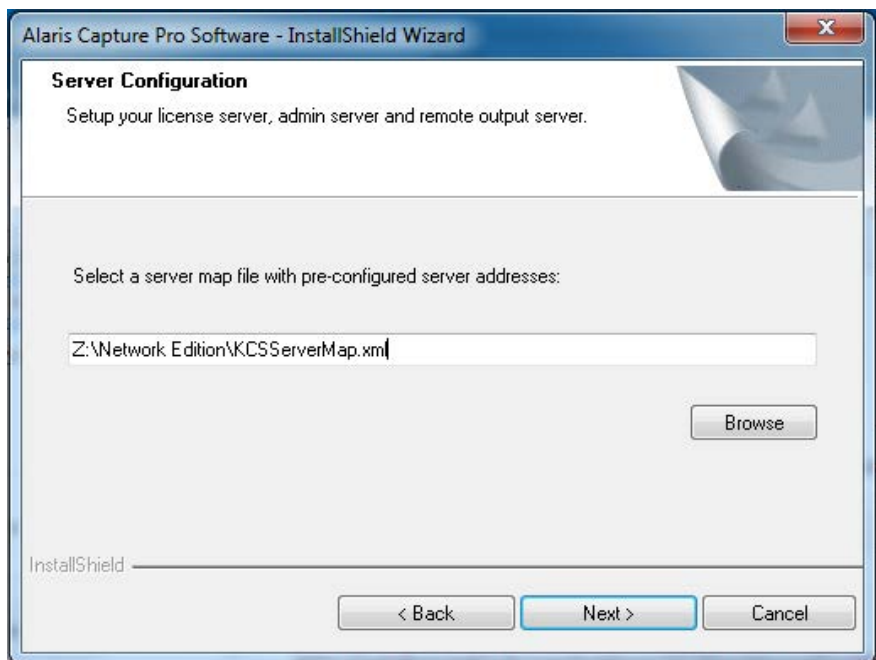 Alaris Capture Pro Software - InstallShield Wizard
Server Configuration
Setup your license server, admin server and remote output server.
Select a server map file with pre-configured server addresses:
Z:\Network Edition\KCSServerMap.xml
Browse
InstallShield
< Back
Next >
Cancel